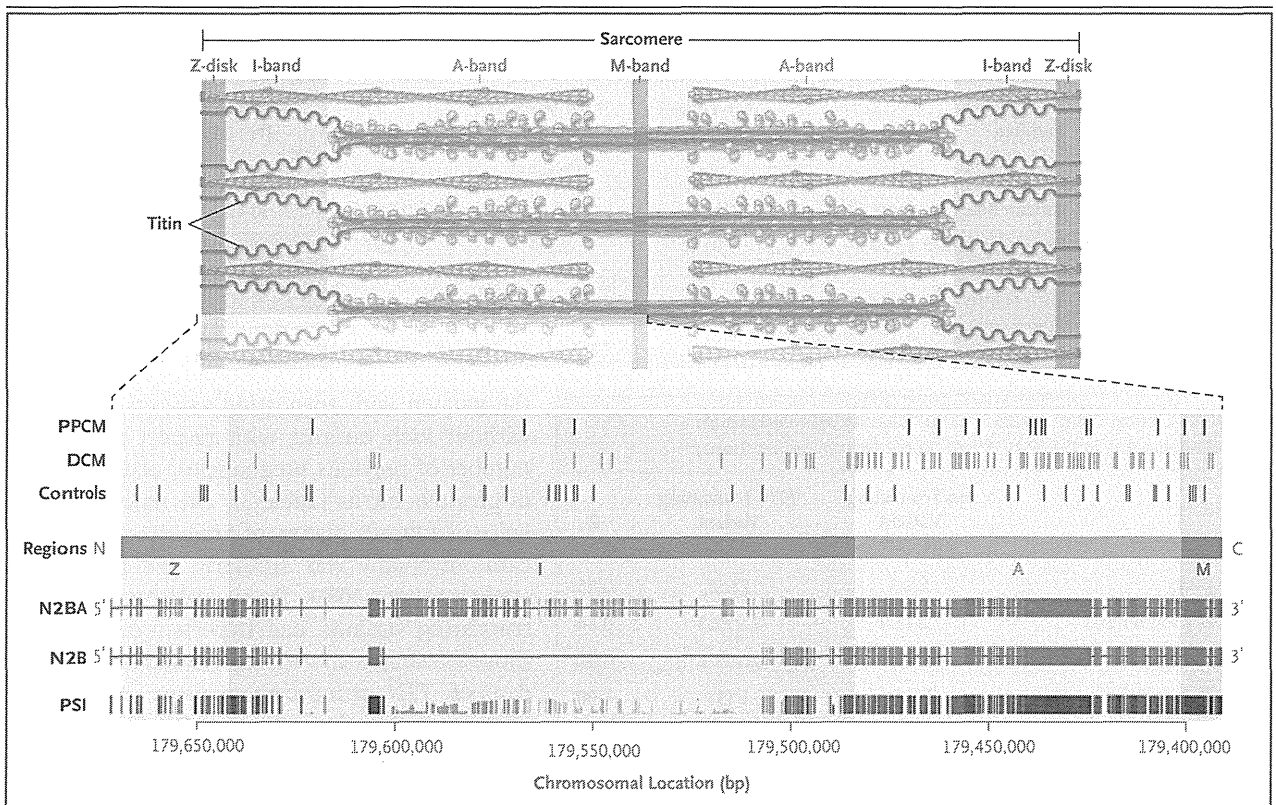 Sarcomere
Z-disk I-band A-band M-band A-band I-band Z-disk
Titin
PPCM
DCM
Controls
Regions N C
Z I A M
N2BA 5' 3'
N2B 5' 3'
PSI
179,650,000 179,600,000 179,550,000 179,500,000 179,450,000 179,400,000
Chromosomal Location (bp)